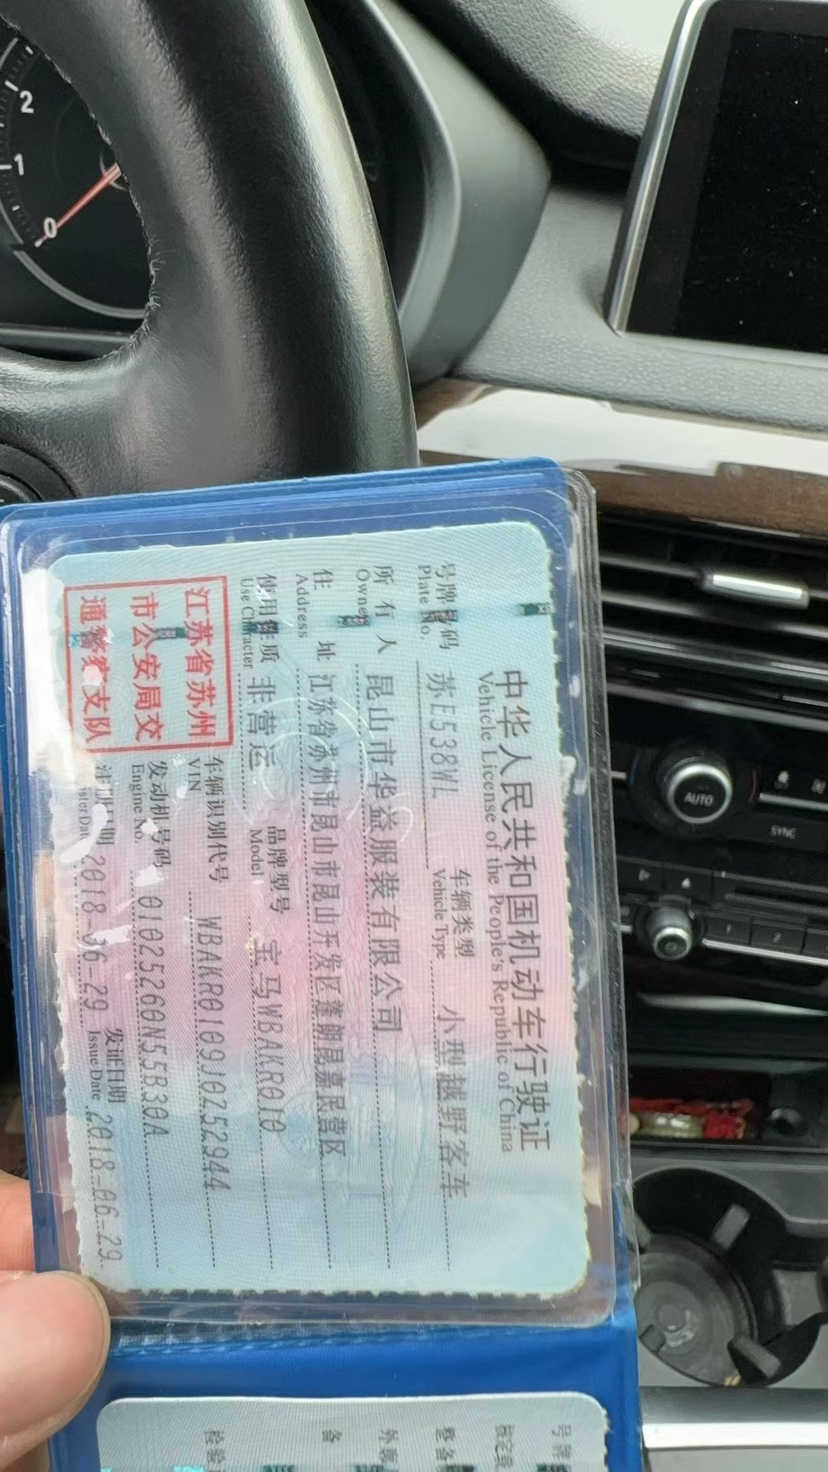 中华人民共和国机动车行驶证
Vehicle License of the People's Republic of China
号牌号码 苏E538WL 车辆类型 小型越野客车
Plate No. Vehicle Type
所有人 昆山市华益服装有限公司
Owner
住址 江苏省苏州市昆山市昆山开发区蓬朗昆嘉民营区
Address
使用性质 非营运 品牌型号 宝马WBAKR010
Use Character Model
江苏省苏州
市公安局交
通警察支队
车辆识别代号 WBAKR0109J0Z52944
VIN
发动机号码 01025260N55B30A
Engine No.
注册日期 2018-06-29 发证日期 2018-06-29
Issue Date
2
1
0
AUTO
SYNC
1
2